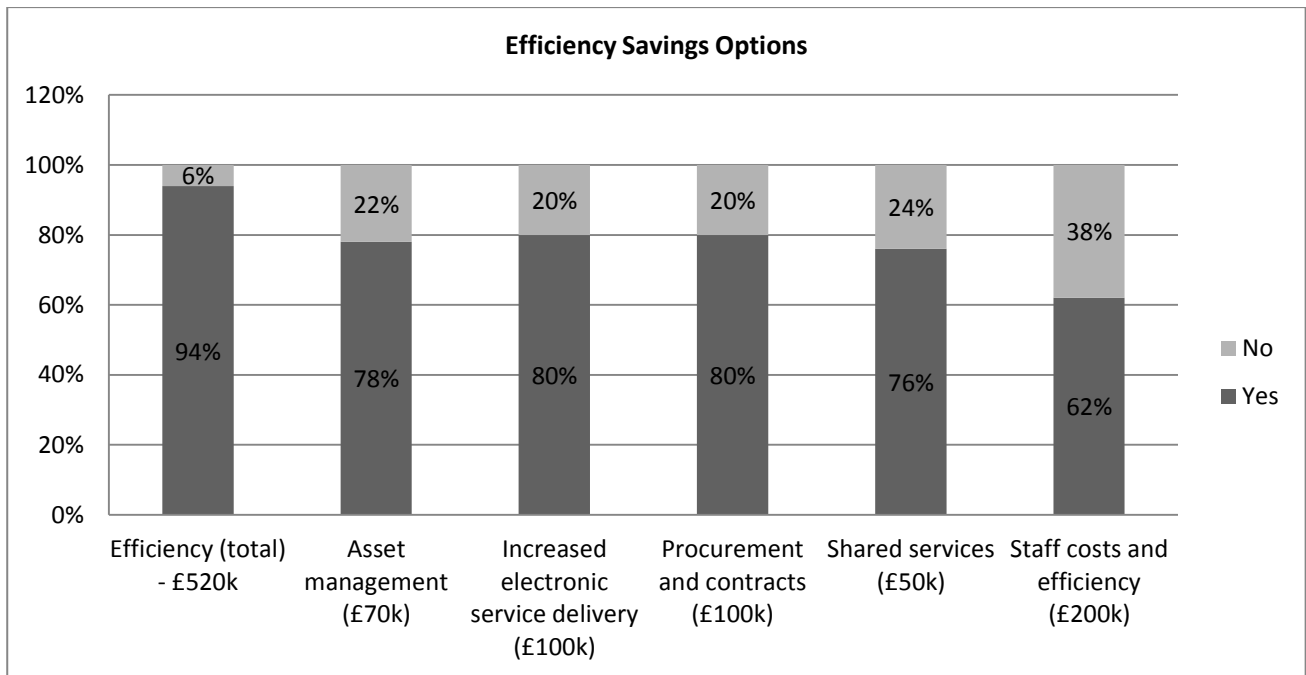 Efficiency Savings Options
120%
100%
80%
60%
40%
20%
0%
6%
22%
20%
20%
24%
38%
94%
78%
80%
80%
76%
62%
No
Yes
Efficiency (total)
- £520k
Asset
management
(£70k)
Increased
electronic
service delivery
(£100k)
Procurement
and contracts
(£100k)
Shared services
(£50k)
Staff costs and
efficiency
(£200k)